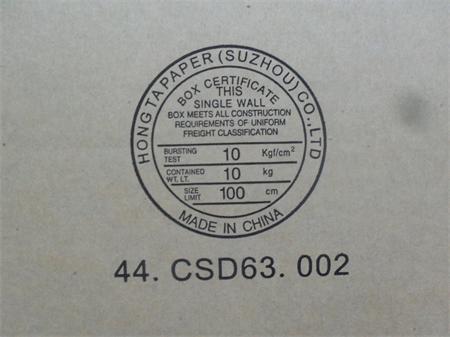 HONGTA PAPER (SUZHOU) CO.,LTD
BOX CERTIFICATE
THIS
SINGLE WALL
BOX MEETS ALL CONSTRUCTION
REQUIREMENTS OF UNIFORM
FREIGHT CLASSIFICATION
BURSTING TEST 10 Kgf/cm²
CONTAINED WT. LT. 10 kg
SIZE LIMIT 100 cm
MADE IN CHINA
44. CSD63. 002